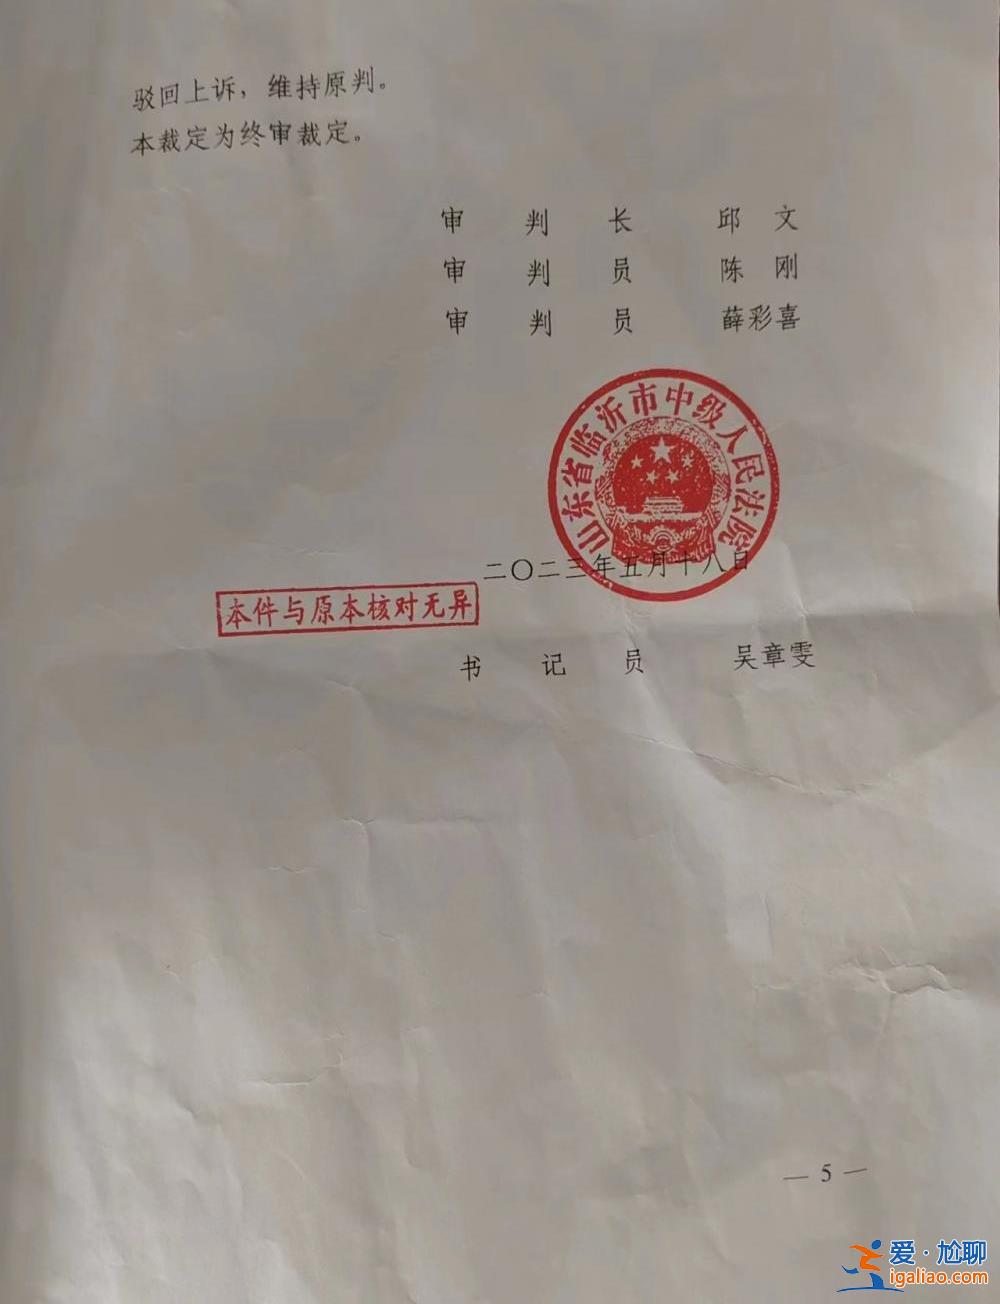 驳回上诉，维持原判。
本裁定为终审裁定。
审 判 长 邱 文
审 判 员 陈 刚
审 判 员 薛彩喜
山东省临沂市中级人民法院
二〇二三年五月十八日
本件与原本核对无异
书 记 员 吴章雯
— 5 —
爱·尬聊
igaliao.com